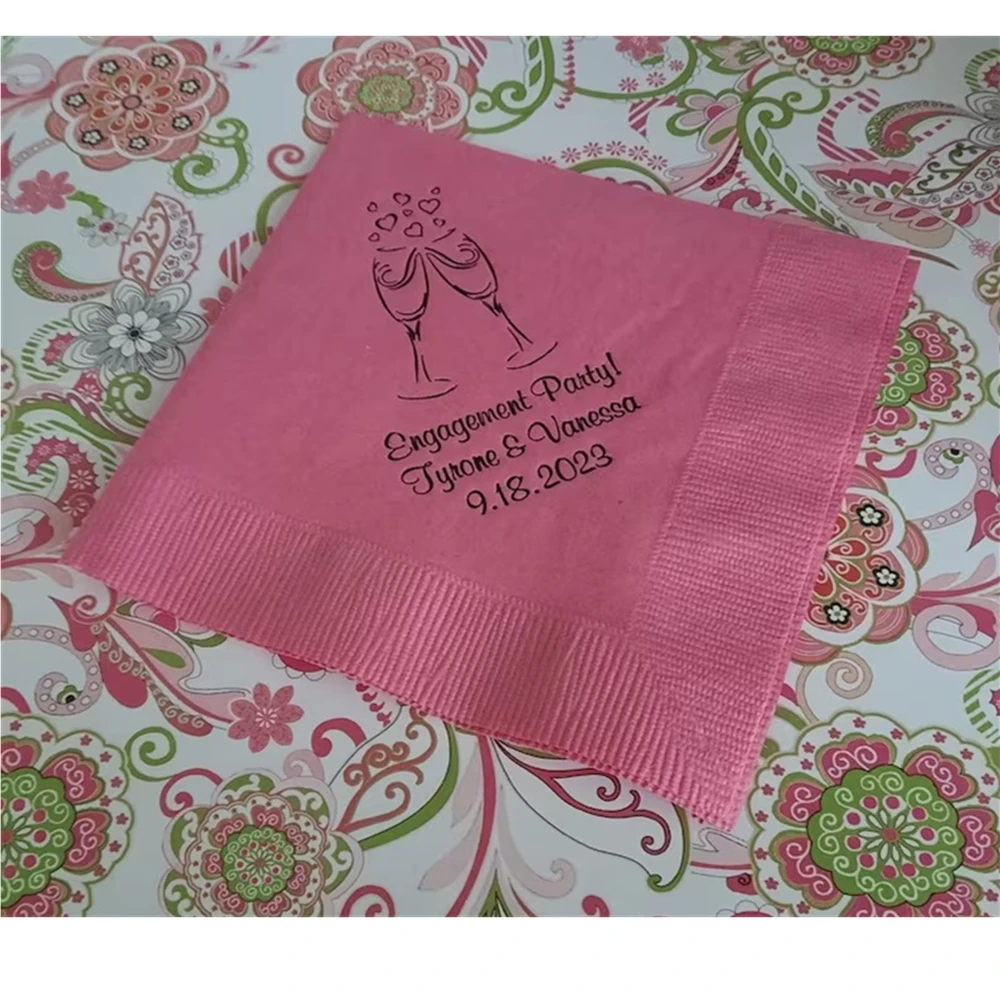 Engagement Party!
Tyrone & Vanessa
9.18.2023